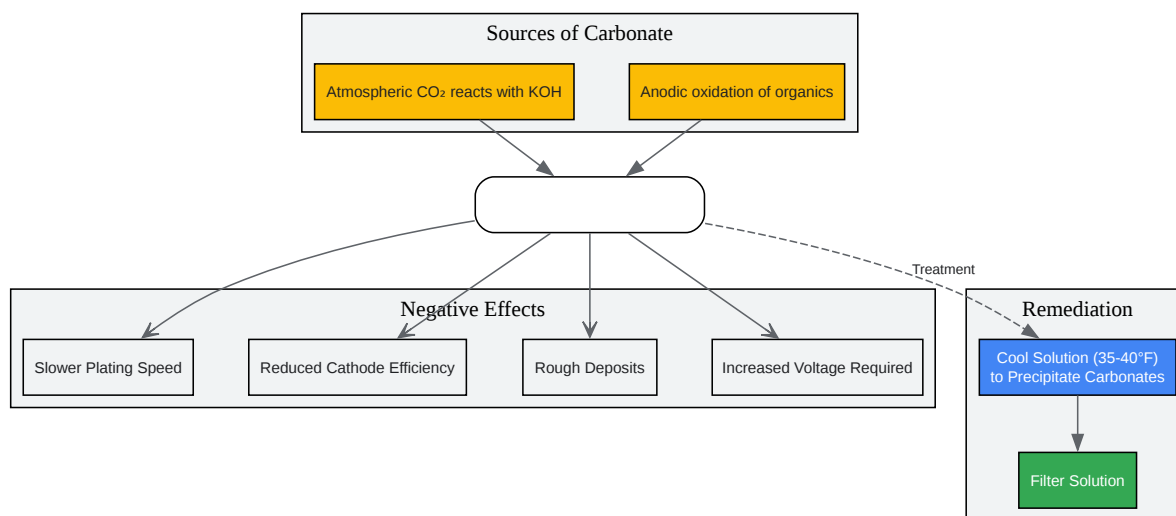 Sources of Carbonate
Atmospheric CO₂ reacts with KOH
Anodic oxidation of organics
Treatment
Negative Effects
Remediation
Slower Plating Speed
Reduced Cathode Efficiency
Rough Deposits
Increased Voltage Required
Cool Solution (35-40°F)
to Precipitate Carbonates
Filter Solution